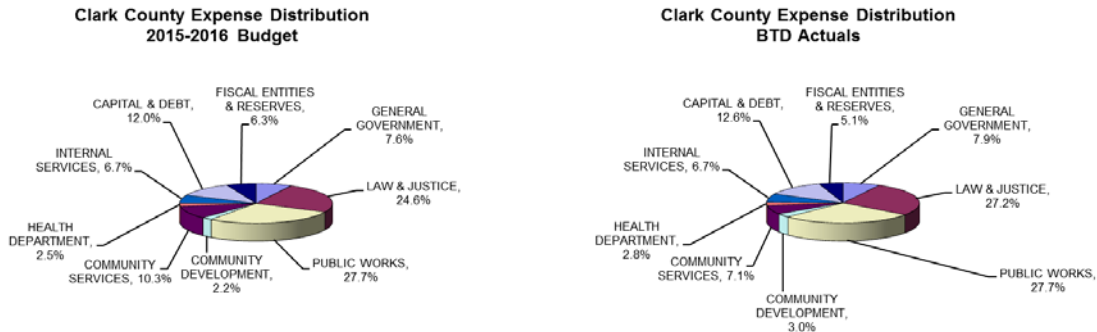 Clark County Expense Distribution
2015-2016 Budget
FISCAL ENTITIES
& RESERVES,
6.3%
CAPITAL & DEBT,
12.0%
GENERAL
GOVERNMENT,
7.6%
INTERNAL
SERVICES, 6.7%
LAW & JUSTICE,
24.6%
HEALTH
DEPARTMENT,
2.5%
COMMUNITY
SERVICES, 10.3%
COMMUNITY
DEVELOPMENT,
2.2%
PUBLIC WORKS,
27.7%
Clark County Expense Distribution
BTD Actuals
FISCAL ENTITIES
& RESERVES,
5.1%
CAPITAL & DEBT,
12.6%
GENERAL
GOVERNMENT,
7.9%
INTERNAL
SERVICES, 6.7%
LAW & JUSTICE,
27.2%
HEALTH
DEPARTMENT,
2.8%
COMMUNITY
SERVICES, 7.1%
COMMUNITY
DEVELOPMENT,
3.0%
PUBLIC WORKS,
27.7%